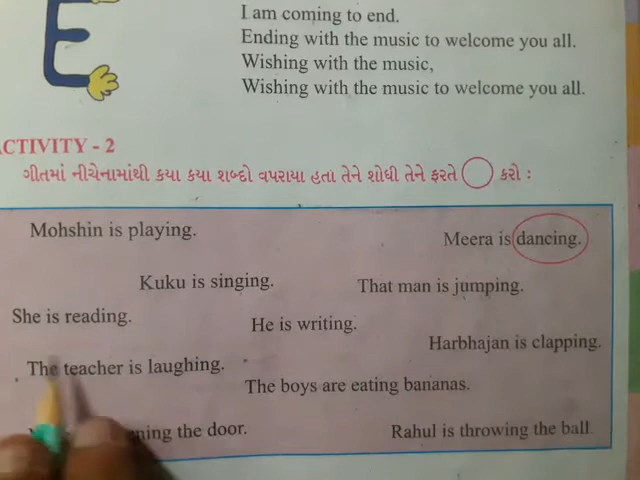 E
I am coming to end.
Ending with the music to welcome you all.
Wishing with the music,
Wishing with the music to welcome you all.
ACTIVITY - 2
ગીતમાં નીચેનામાંથી કયા કયા શબ્દો વપરાયા હતા તેને શોધી તેને ફરતે કરો :
Mohshin is playing.
Meera is dancing.
Kuku is singing.
That man is jumping.
She is reading.
He is writing.
Harbhajan is clapping.
The teacher is laughing.
The boys are eating bananas.
the door.
Rahul is throwing the ball.